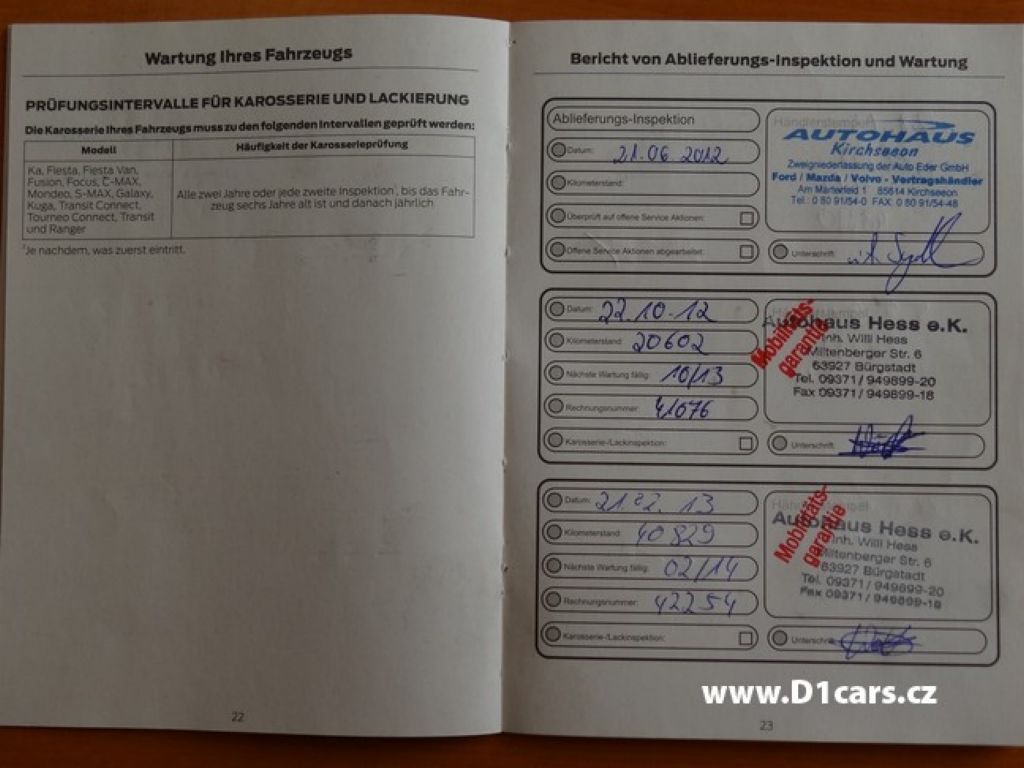 Wartung Ihres Fahrzeugs
PRÜFUNGSINTERVALLE FÜR KAROSSERIE UND LACKIERUNG
Die Karosserie Ihres Fahrzeugs muss zu den folgenden Intervallen geprüft werden:
Modell
Häufigkeit der Karosserieprüfung
Ka, Fiesta, Fiesta Van,
Fusion, Focus, C-MAX,
Mondeo, S-MAX, Galaxy,
Kuga, Transit Connect,
Tourneo Connect, Transit
und Ranger
Alle zwei Jahre oder jede zweite Inspektion¹, bis das Fahr-
zeug sechs Jahre alt ist und danach jährlich
¹Je nachdem, was zuerst eintritt.
22
Bericht von Ablieferungs-Inspektion und Wartung
Ablieferungs-Inspektion
Datum: 21.06 2012
Kilometerstand:
Überprüft auf offene Service Aktionen:
Offene Service Aktionen abgearbeitet:
Händlerstempel
AUTOHAUS
Kirchseeon
Zweigniederlassung der Auto Eder GmbH
Ford / Mazda / Volvo - Vertragshändler
Am Marterfeld 1 85614 Kirchseeon
Tel.: 0 80 91/54-0 FAX: 0 80 91/54-48
Unterschrift:
Datum: 22.10.12
Kilometerstand: 20602
Nächste Wartung fällig: 10/13
Rechnungsnummer: 41076
Karosserie-/Lackinspektion:
Mobilitäts-
garantie
Autohaus Hess e.K.
Inh. Willi Hess
Miltenberger Str. 6
63927 Bürgstadt
Tel. 09371/949899-20
Fax 09371/949899-18
Unterschrift:
Datum: 21.02.13
Kilometerstand: 40829
Nächste Wartung fällig: 02/14
Rechnungsnummer: 42254
Karosserie-/Lackinspektion:
Mobilitäts-
garantie
Autohaus Hess e.K.
Inh. Willi Hess
Miltenberger Str. 6
63927 Bürgstadt
Tel. 09371/949899-20
Fax 09371/949899-18
Unterschrift:
www.D1cars.cz
23